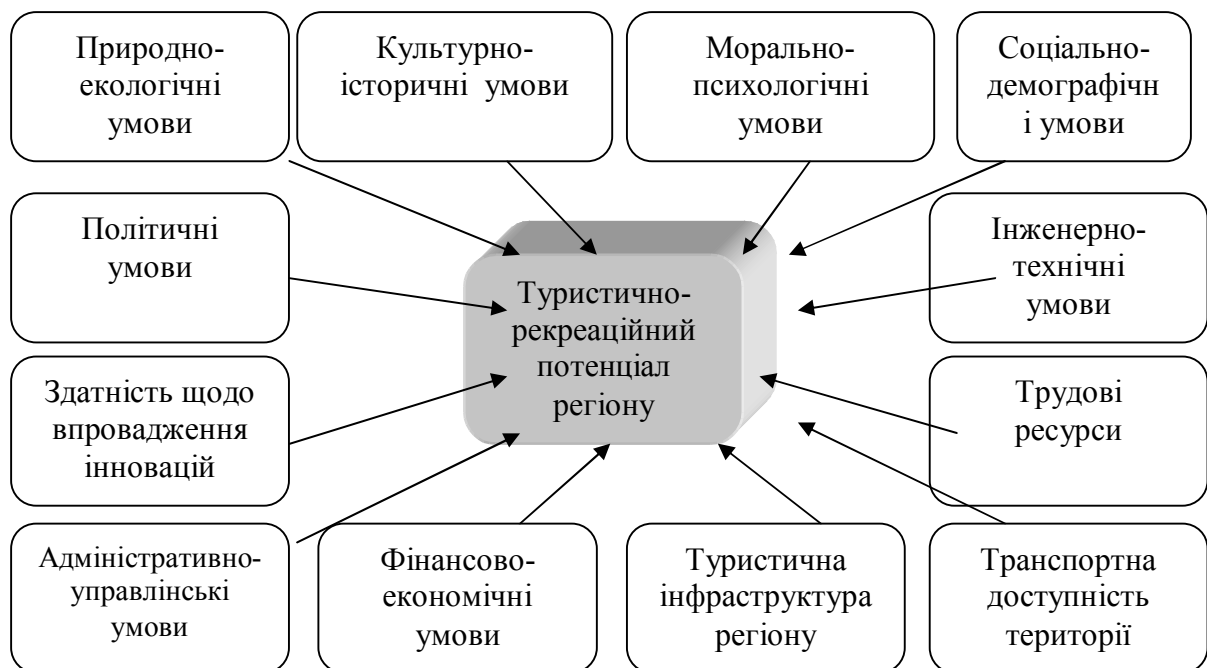 Природно-
екологічні
умови
Культурно-
історичні умови
Морально-
психологічні
умови
Соціально-
демографічн
і умови
Політичні
умови
Туристично-
рекреаційний
потенціал
регіону
Інженерно-
технічні
умови
Здатність щодо
впровадження
інновацій
Трудові
ресурси
Адміністративно-
управлінські
умови
Фінансово-
економічні
умови
Туристична
інфраструктура
регіону
Транспортна
доступність
території